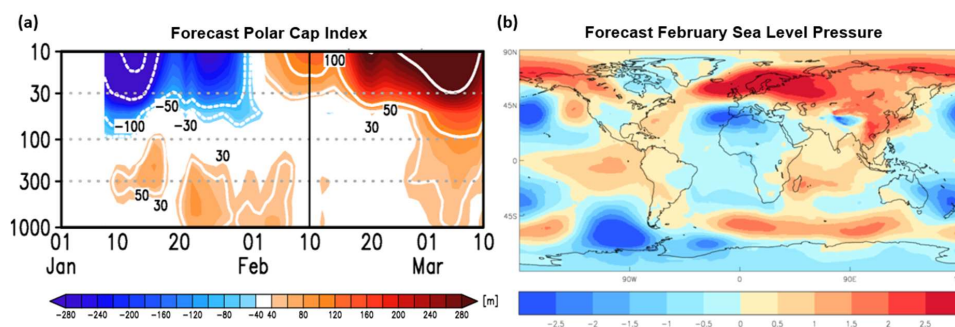 (a)
Forecast Polar Cap Index
10
30
100
300
1000
100
50
30
-50
-30
-100
30
30
50
30
01 10 20 01 10 20 01 10
Jan Feb Mar
[m]
-280 -240 -200 -160 -120 -80 -40 40 80 120 160 200 240 280
(b)
Forecast February Sea Level Pressure
90N
45N
0
45S
90W 0 90E
-2.5 -2 -1.5 -1 -0.5 0 0.5 1 1.5 2 2.5